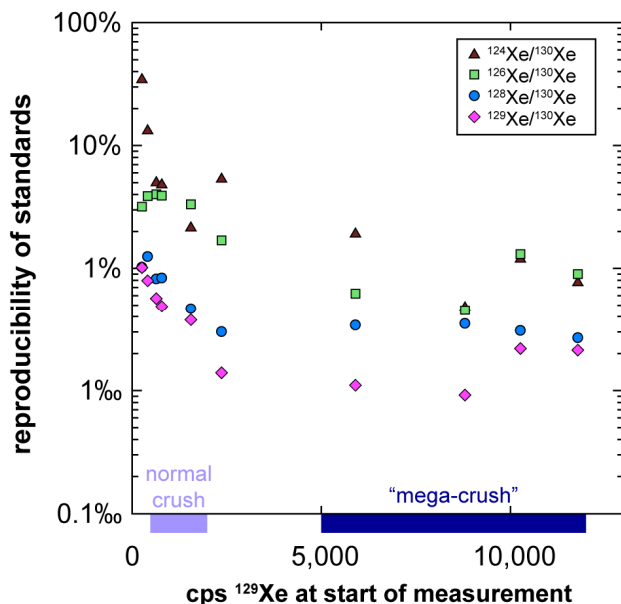 100%
10%
1%
1‰
0.1‰
reproducibility of standards
¹²⁴Xe/¹³⁰Xe
¹²⁶Xe/¹³⁰Xe
¹²⁸Xe/¹³⁰Xe
¹²⁹Xe/¹³⁰Xe
normal
crush
“mega-crush”
0
5,000
10,000
cps ¹²⁹Xe at start of measurement